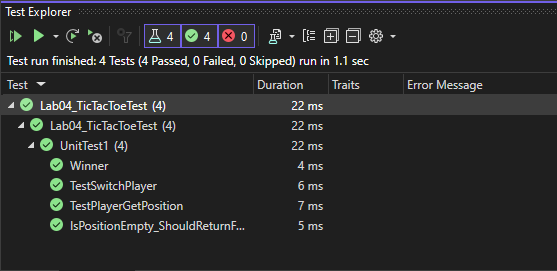 Test Explorer
4 4 0
Test run finished: 4 Tests (4 Passed, 0 Failed, 0 Skipped) run in 1.1 sec
Test Duration Traits Error Message
Lab04_TicTacToeTest (4) 22 ms
Lab04_TicTacToeTest (4) 22 ms
UnitTest1 (4) 22 ms
Winner 4 ms
TestSwitchPlayer 6 ms
TestPlayerGetPosition 7 ms
IsPositionEmpty_ShouldReturnF... 5 ms